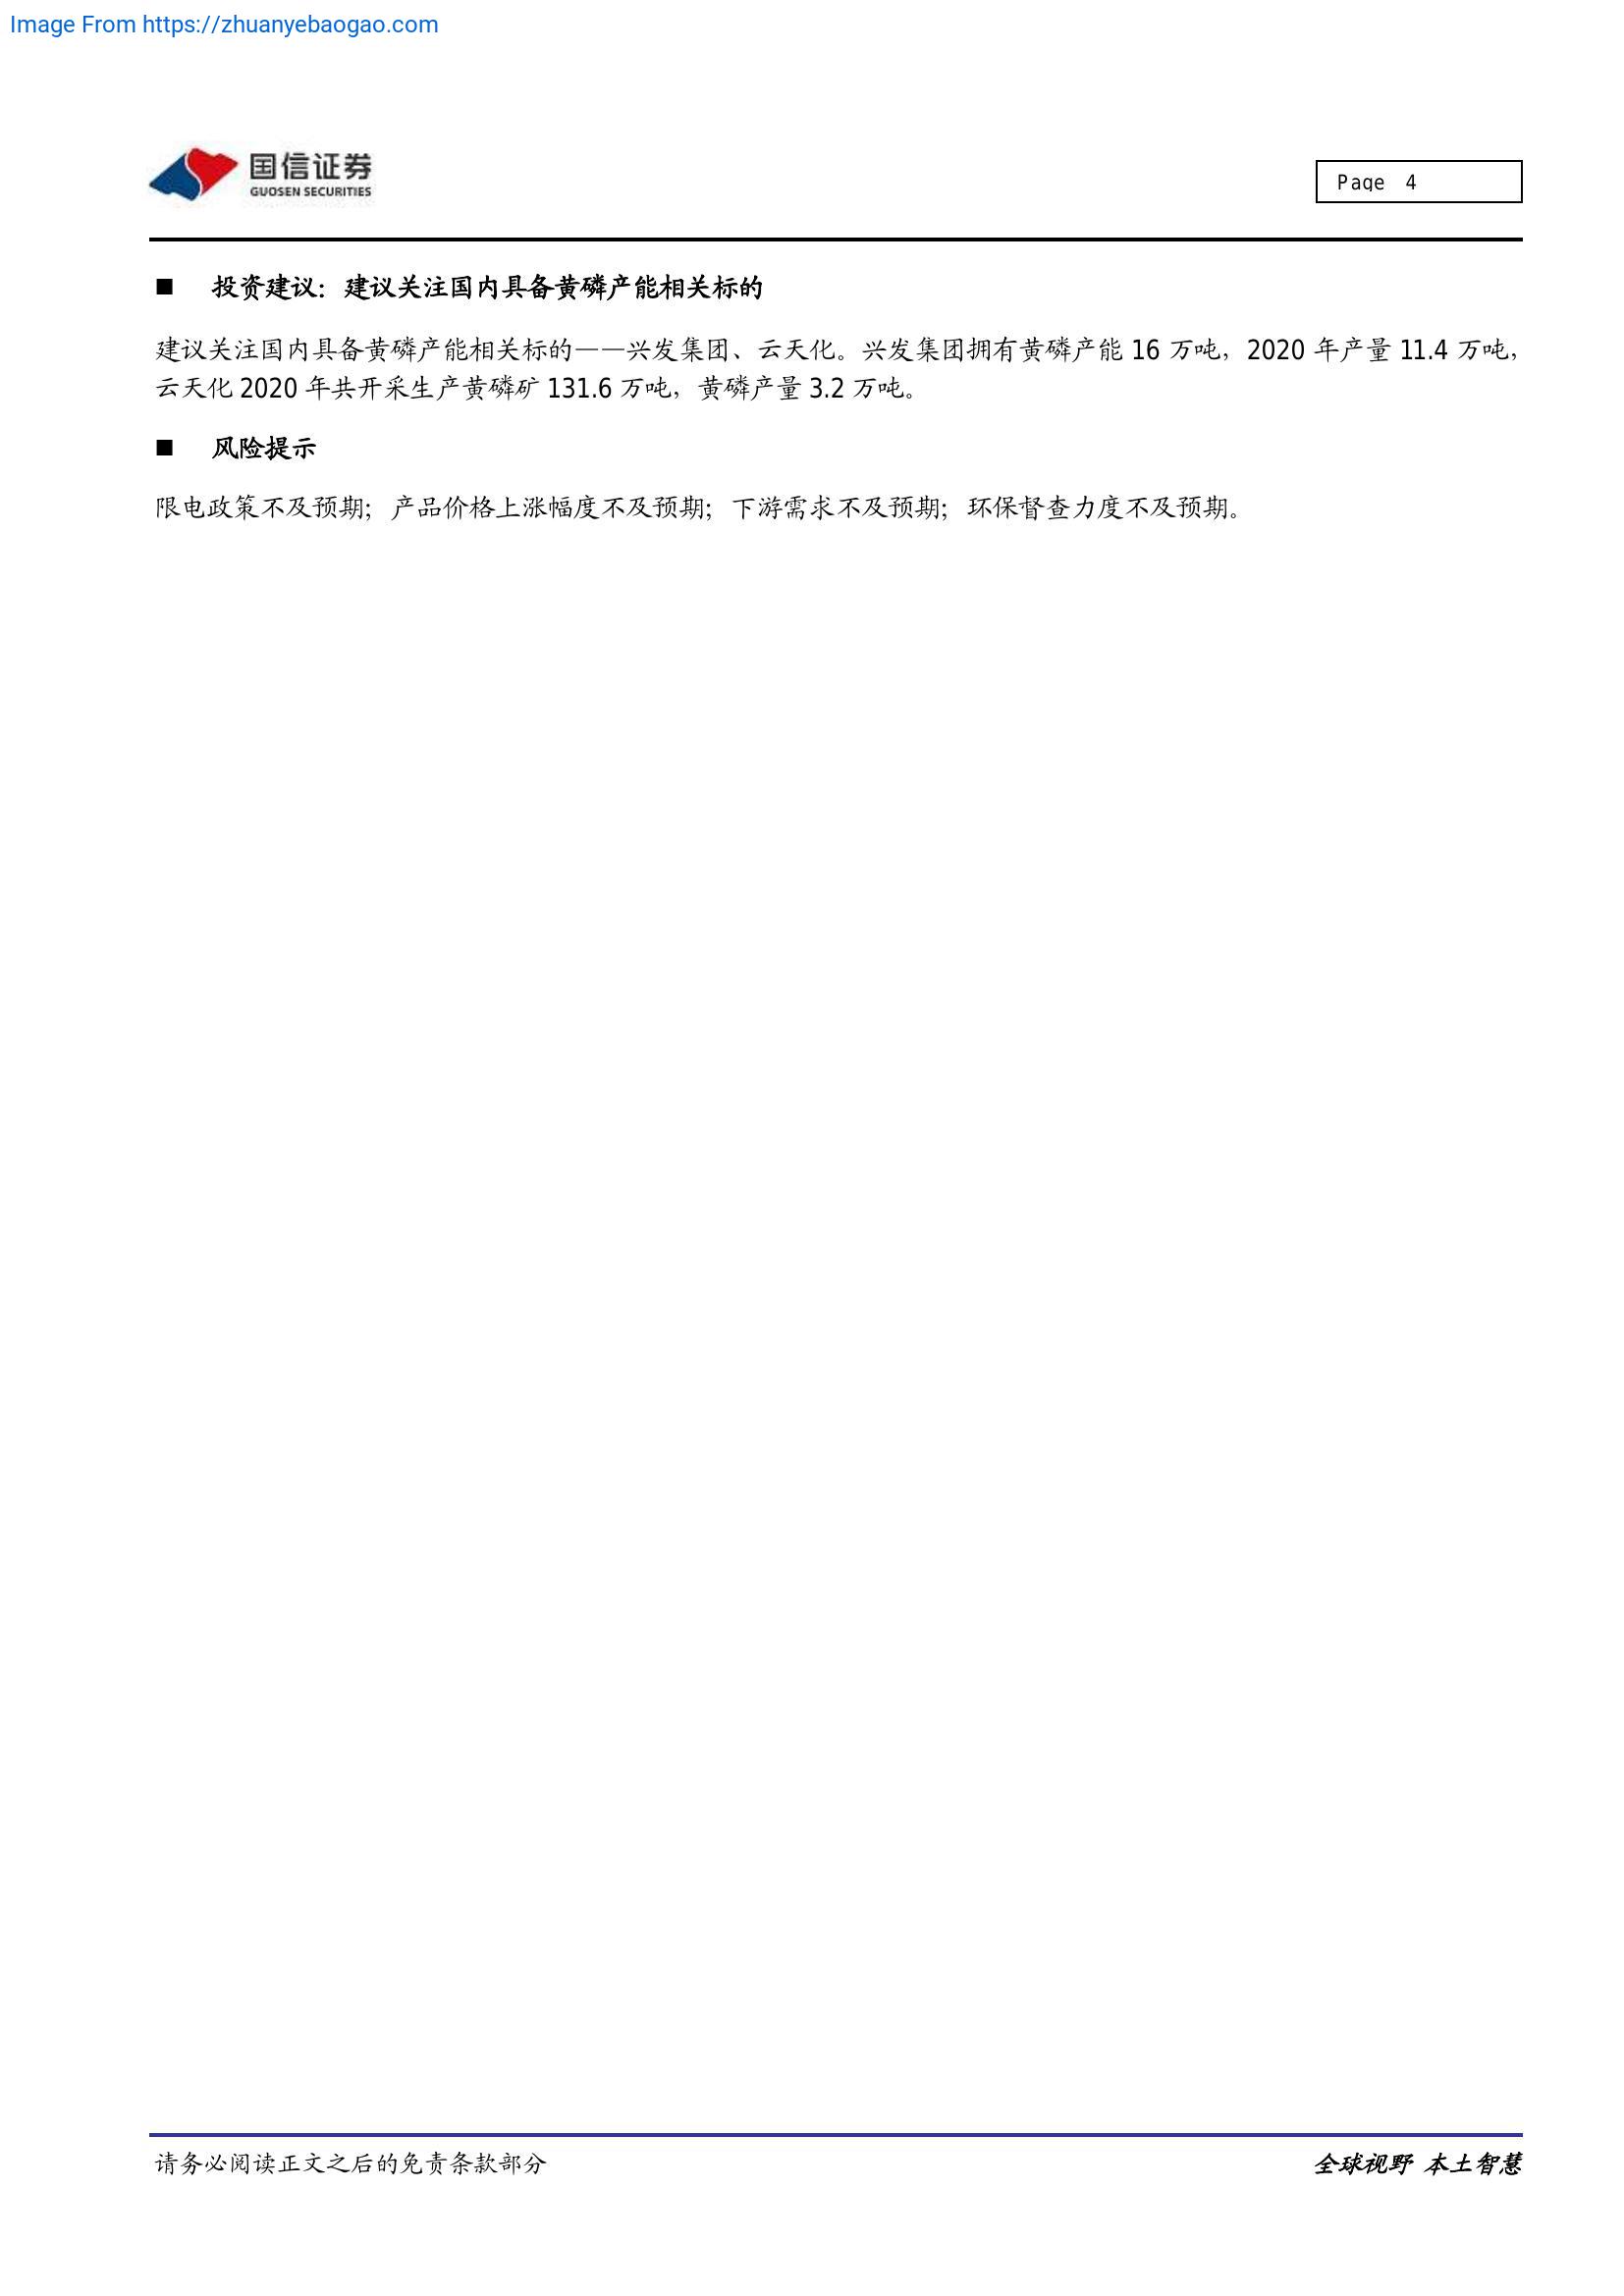 Image From https://zhuanyebaogao.com
国信证券
GUOSEN SECURITIES
Page 4
■ 投资建议：建议关注国内具备黄磷产能相关标的
建议关注国内具备黄磷产能相关标的——兴发集团、云天化。兴发集团拥有黄磷产能 16 万吨，2020 年产量 11.4 万吨，
云天化 2020 年共开采生产黄磷矿 131.6 万吨，黄磷产量 3.2 万吨。
■ 风险提示
限电政策不及预期；产品价格上涨幅度不及预期；下游需求不及预期；环保督查力度不及预期。
请务必阅读正文之后的免责条款部分
全球视野 本土智慧